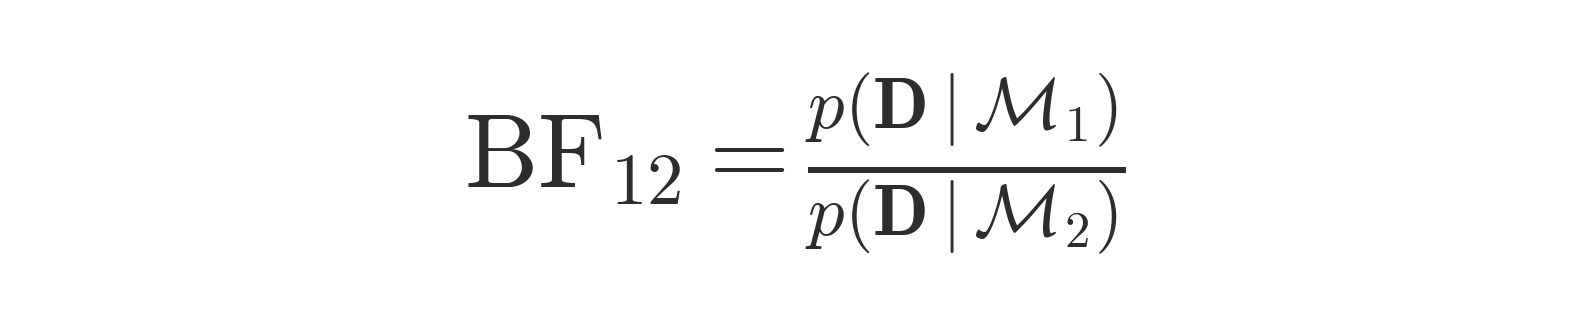 BF₁₂ = p(𝐃 | ℳ₁) / p(𝐃 | ℳ₂)